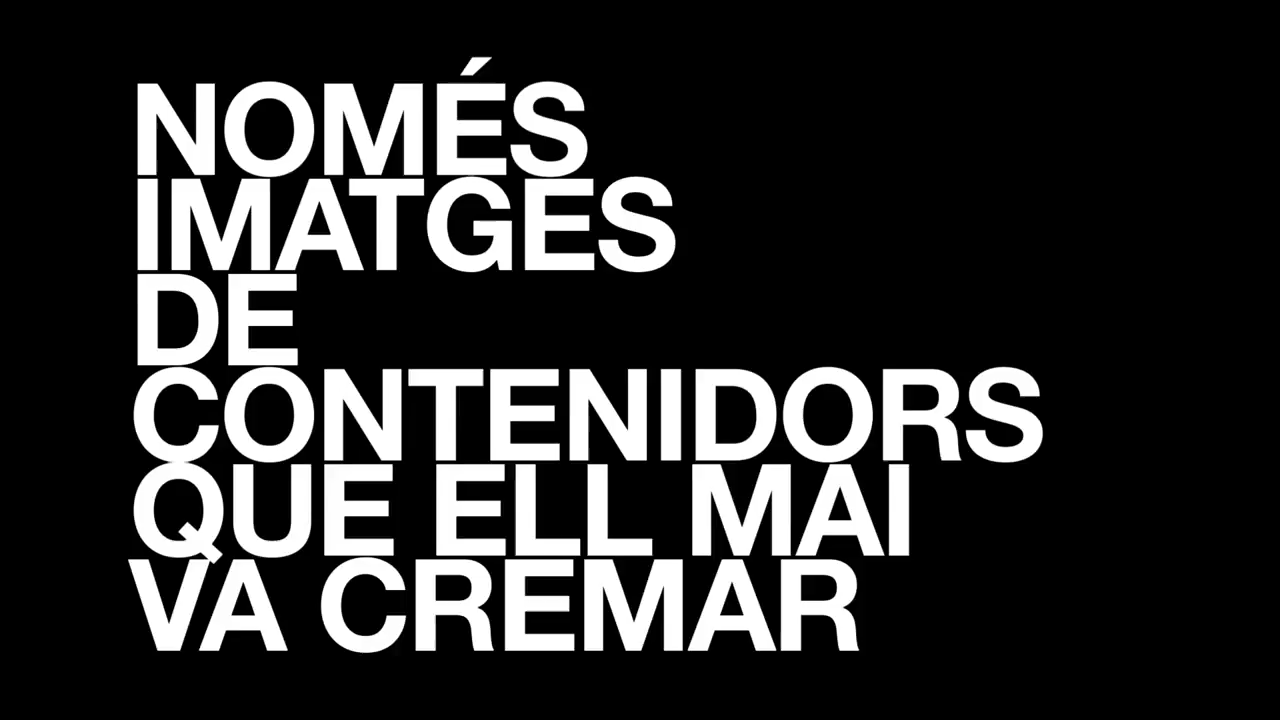 NOMÉS
IMATGES
DE
CONTENIDORS
QUE ELL MAI
VA CREMAR